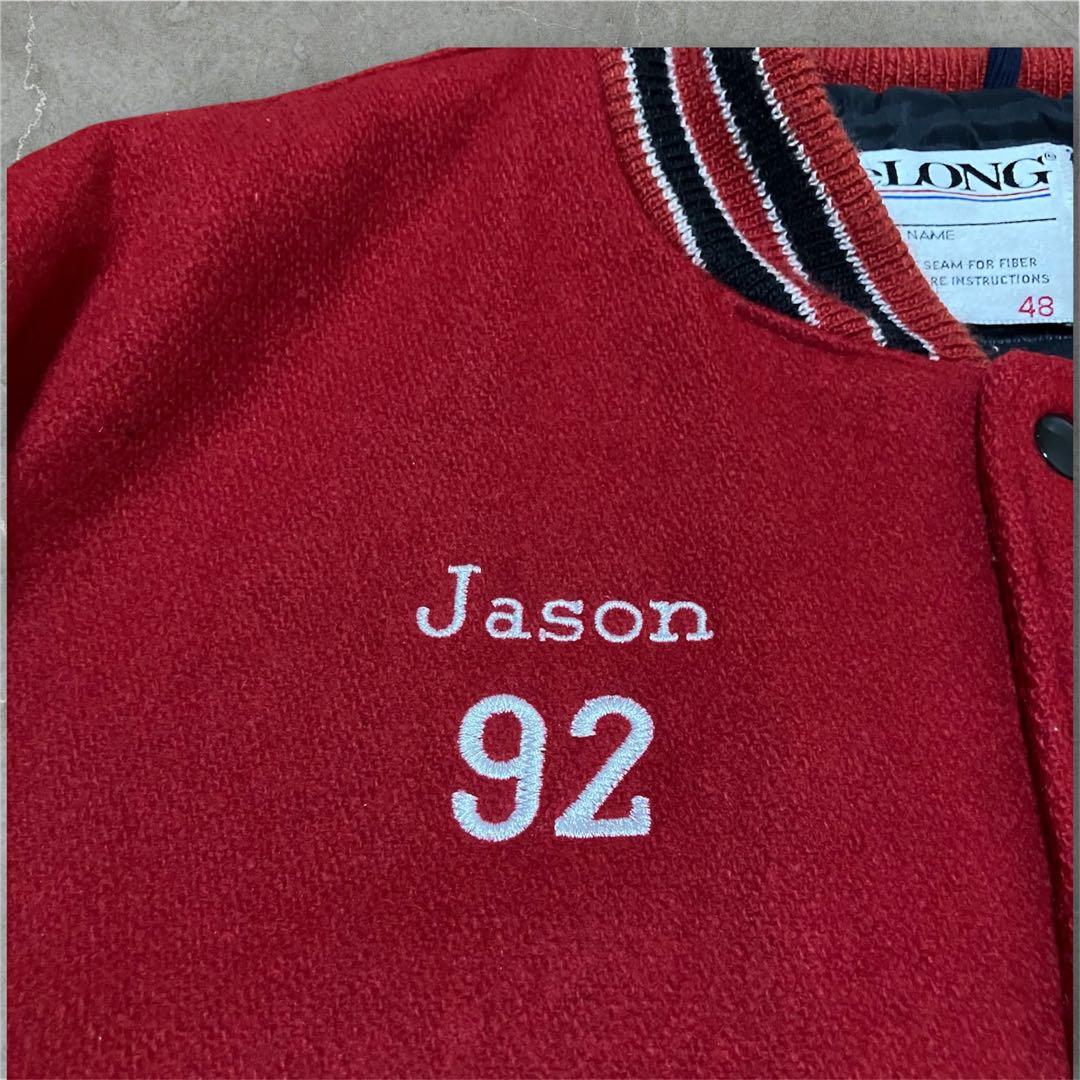 LONG®
NAME
SEAM FOR FIBER
RE INSTRUCTIONS
48
Jason
92